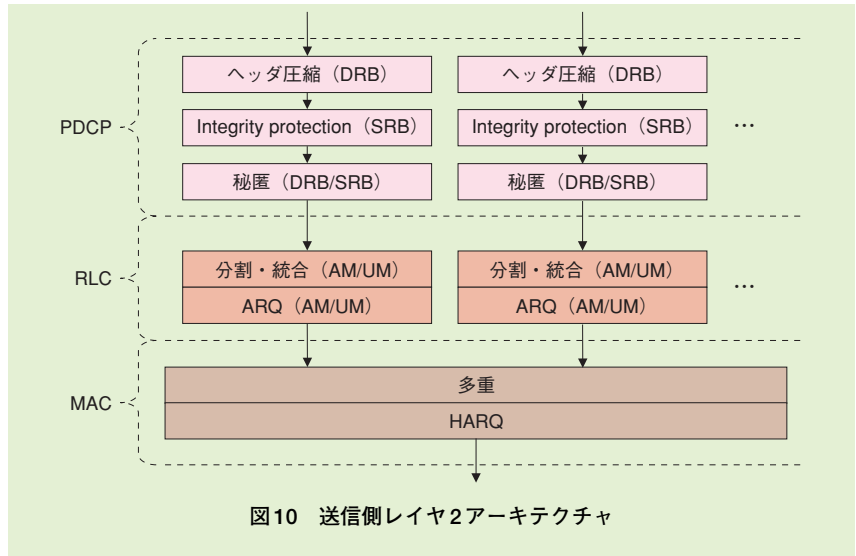 PDCP
ヘッダ圧縮（DRB）
ヘッダ圧縮（DRB）
Integrity protection（SRB）
Integrity protection（SRB）
…
秘匿（DRB/SRB）
秘匿（DRB/SRB）
RLC
分割・統合（AM/UM）
分割・統合（AM/UM）
…
ARQ（AM/UM）
ARQ（AM/UM）
MAC
多重
HARQ
図10　送信側レイヤ2アーキテクチャ